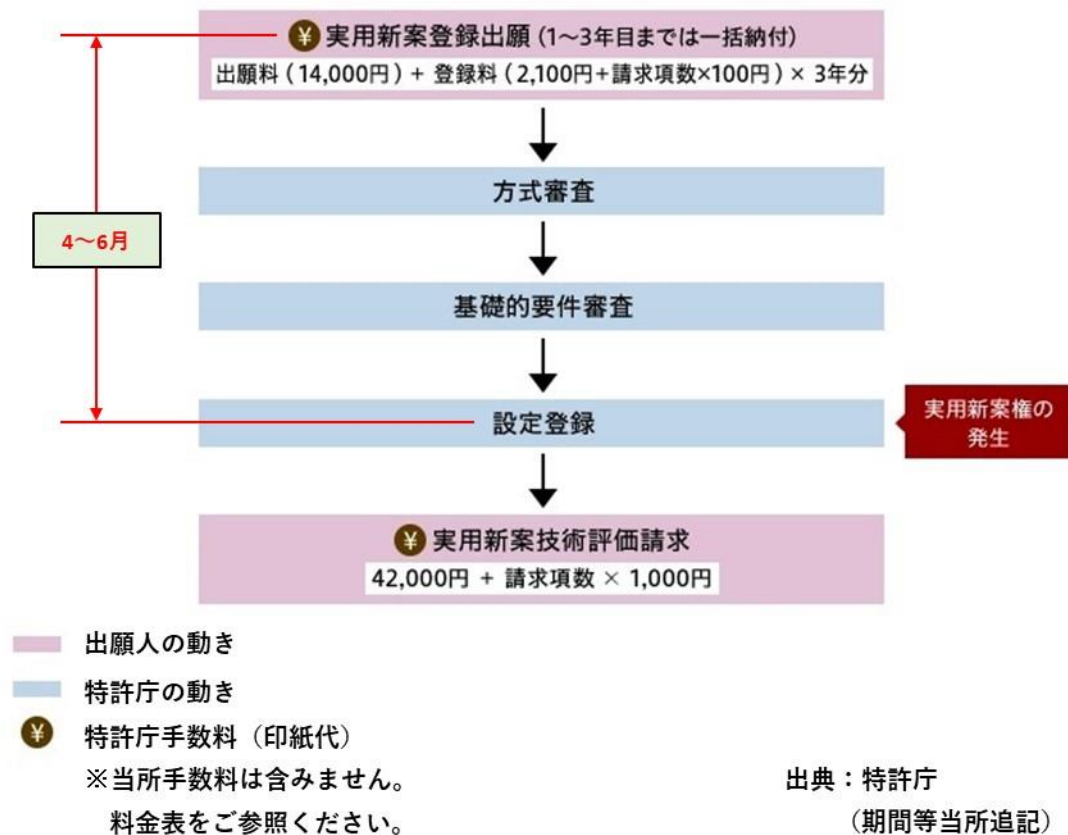 ¥ 実用新案登録出願 (1～3年目までは一括納付)
出願料 (14,000円) + 登録料 (2,100円+請求項数×100円) × 3年分
方式審査
4～6月
基礎的要件審査
設定登録
実用新案権の
発生
¥ 実用新案技術評価請求
42,000円 + 請求項数 × 1,000円
出願人の動き
特許庁の動き
¥ 特許庁手数料（印紙代）
※当所手数料は含みません。
料金表をご参照ください。
出典：特許庁
（期間等当所追記）